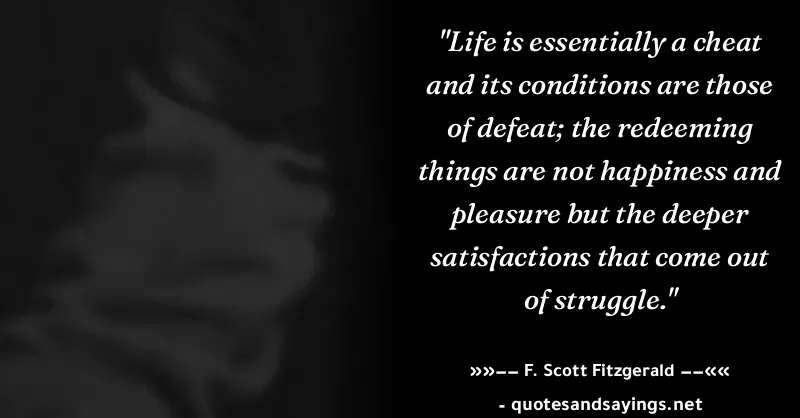 "Life is essentially a cheat
and its conditions are those
of defeat; the redeeming
things are not happiness and
pleasure but the deeper
satisfactions that come out
of struggle."
»»−− F. Scott Fitzgerald −−««
- quotesandsayings.net